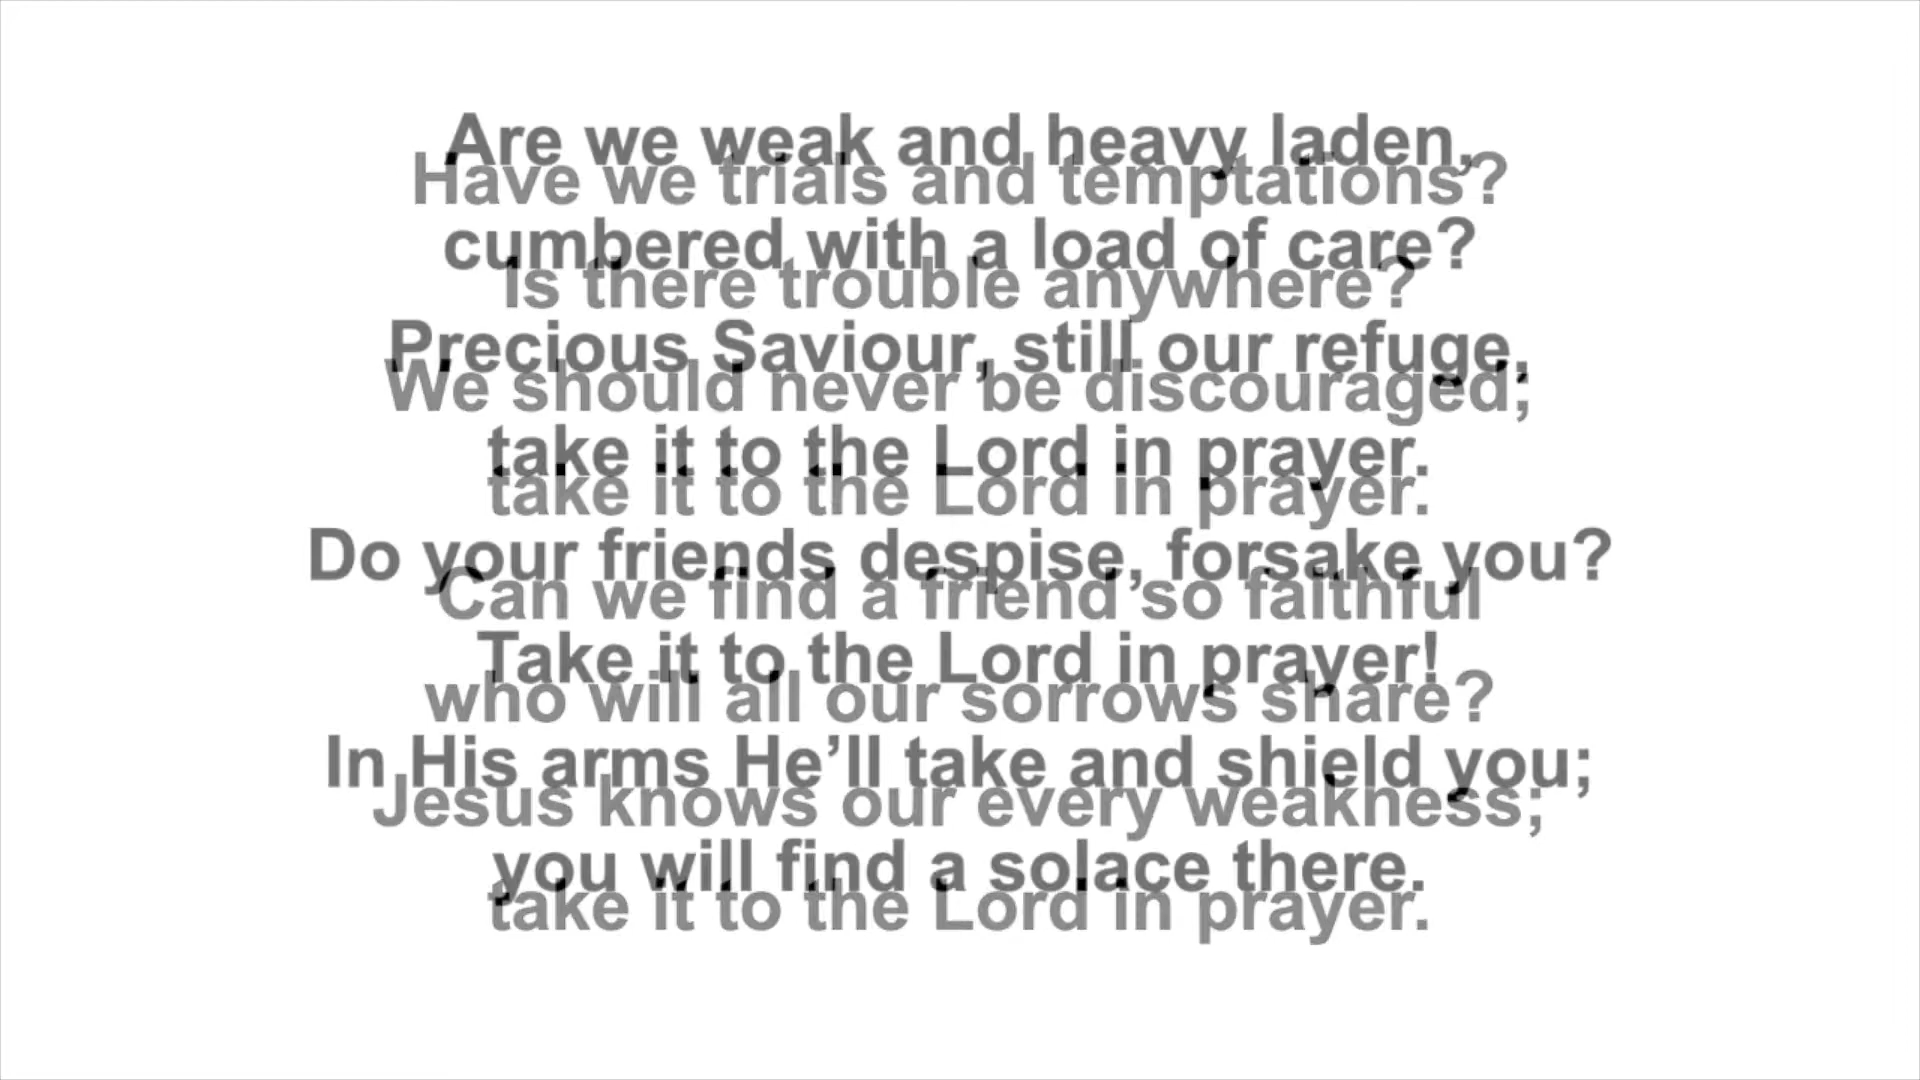 Are we weak and heavy laden,
Have we trials and temptations?
cumbered with a load of care?
Is there trouble anywhere?
Precious Saviour, still our refuge,
We should never be discouraged;
take it to the Lord in prayer.
take it to the Lord in prayer.
Do your friends despise, forsake you?
Can we find a friend so faithful
Take it to the Lord in prayer!
who will all our sorrows share?
In His arms He’ll take and shield you;
Jesus knows our every weakness;
you will find a solace there.
take it to the Lord in prayer.